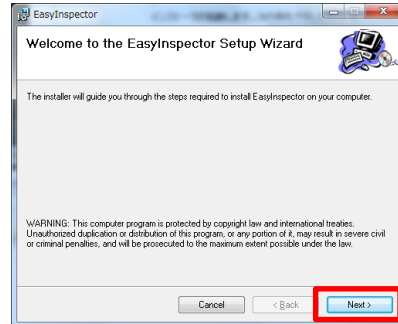 EasyInspector
Welcome to the EasyInspector Setup Wizard
The installer will guide you through the steps required to install EasyInspector on your computer.
WARNING: This computer program is protected by copyright law and international treaties.
Unauthorized duplication or distribution of this program, or any portion of it, may result in severe civil
or criminal penalties, and will be prosecuted to the maximum extent possible under the law.
Cancel
< Back
Next >